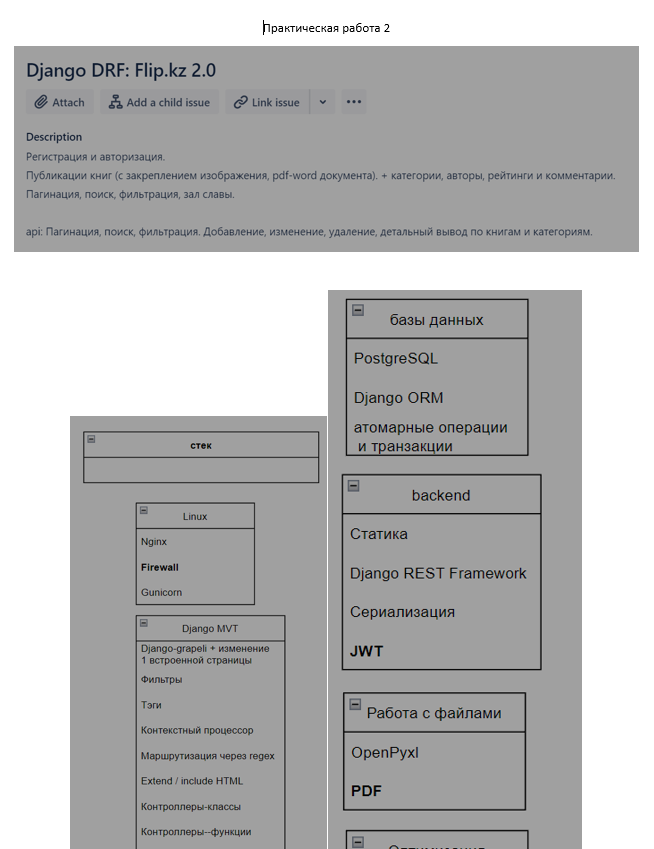 Практическая работа 2
Django DRF: Flip.kz 2.0
Attach
Add a child issue
Link issue
Description
Регистрация и авторизация.
Публикации книг (с закреплением изображения, pdf-word документа). + категории, авторы, рейтинги и комментарии.
Пагинация, поиск, фильтрация, зал славы.
api: Пагинация, поиск, фильтрация. Добавление, изменение, удаление, детальный вывод по книгам и категориям.
стек
Linux
Nginx
Firewall
Gunicorn
Django MVT
Django-grapeli + изменение
1 встроенной страницы
Фильтры
Тэги
Контекстный процессор
Маршрутизация через regex
Extend / include HTML
Контроллеры-классы
Контроллеры--функции
базы данных
PostgreSQL
Django ORM
атомарные операции
и транзакции
backend
Статика
Django REST Framework
Сериализация
JWT
Работа с файлами
OpenPyxl
PDF